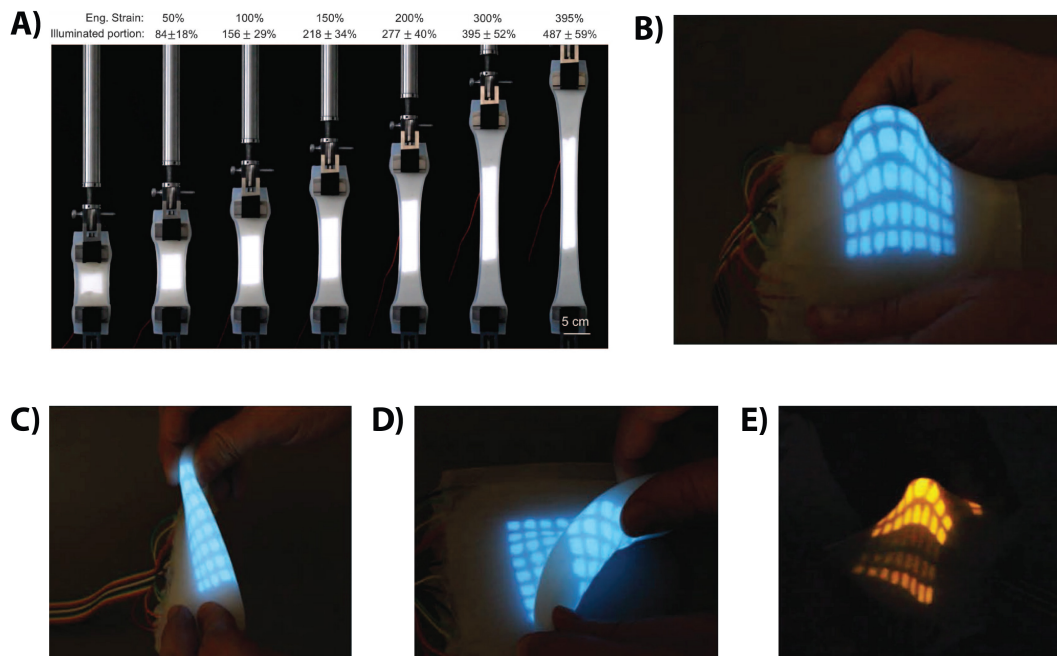 A)
Eng. Strain: 50% 100% 150% 200% 300% 395%
Illuminated portion: 84±18% 156 ± 29% 218 ± 34% 277 ± 40% 395 ± 52% 487 ± 59%
5 cm
B)
C)
D)
E)